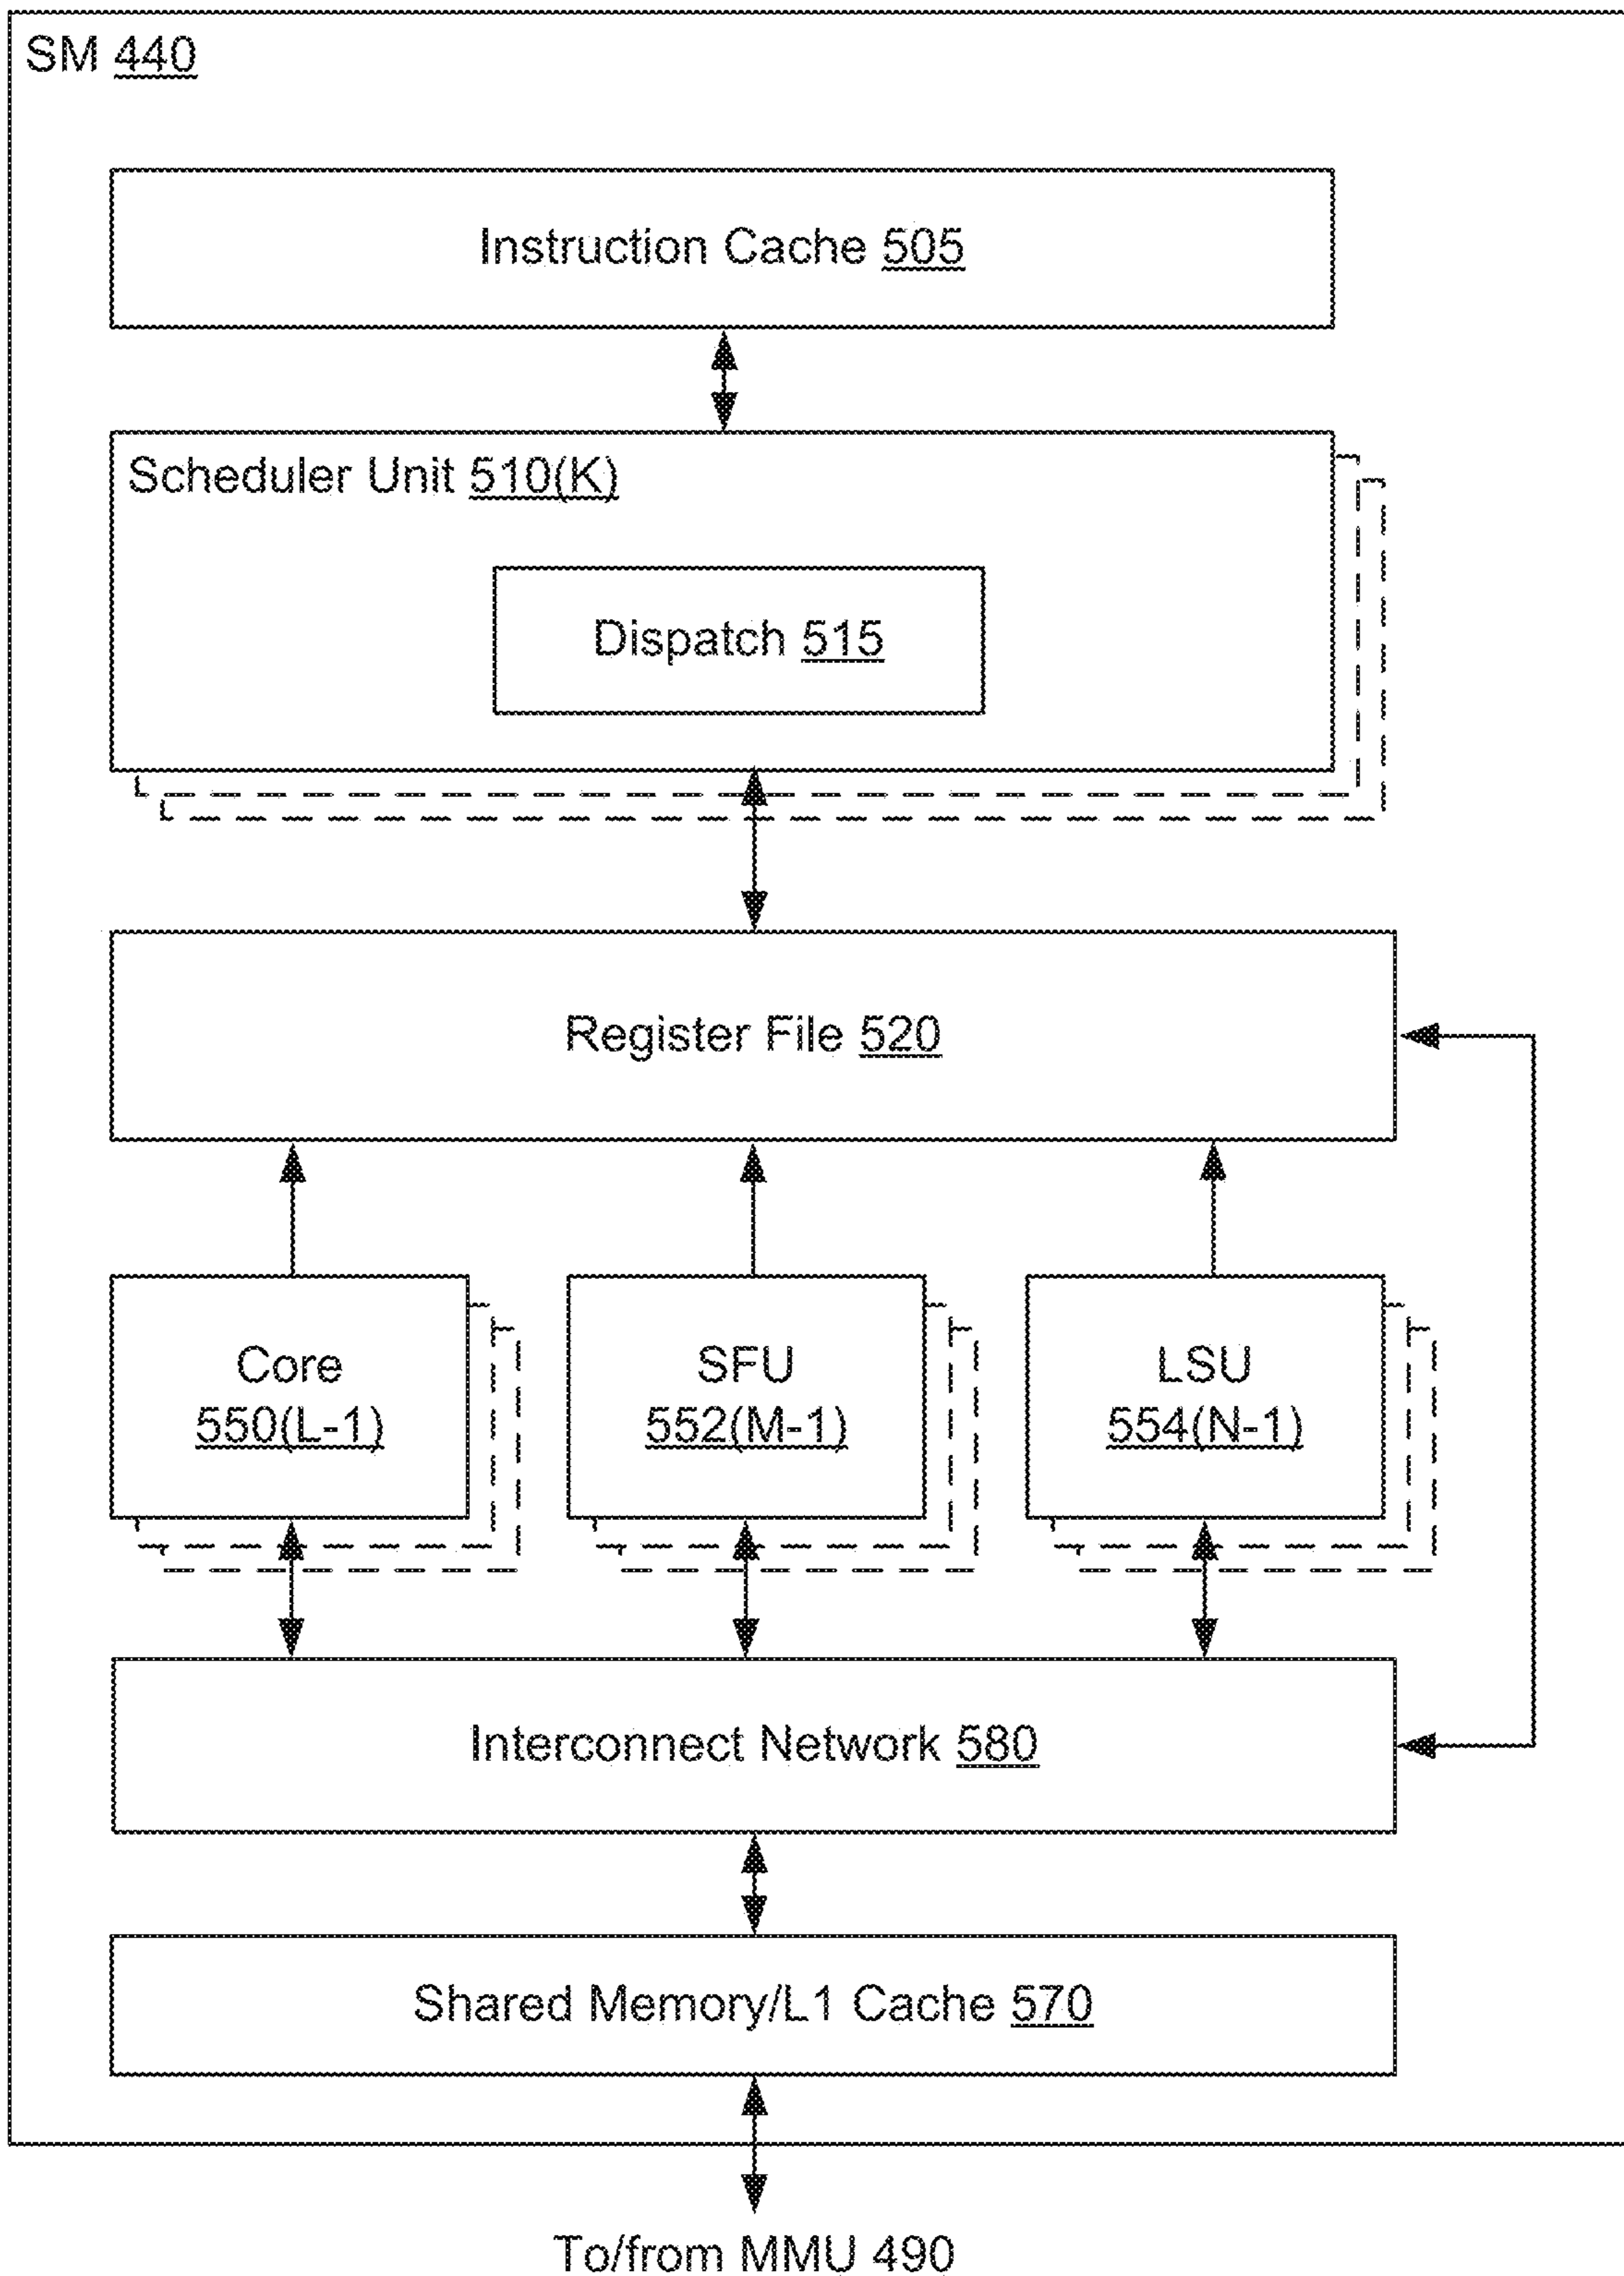 SM 440
Instruction Cache 505
Scheduler Unit 510(K)
Dispatch 515
Register File 520
Core
550(L-1)
SFU
552(M-1)
LSU
554(N-1)
Interconnect Network 580
Shared Memory/L1 Cache 570
To/from MMU 490